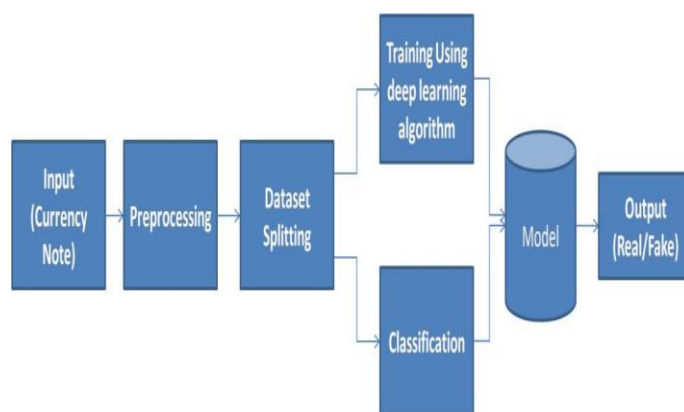 Input
(Currency
Note)
Preprocessing
Dataset
Splitting
Training Using
deep learning
algorithm
Classification
Model
Output
(Real/Fake)